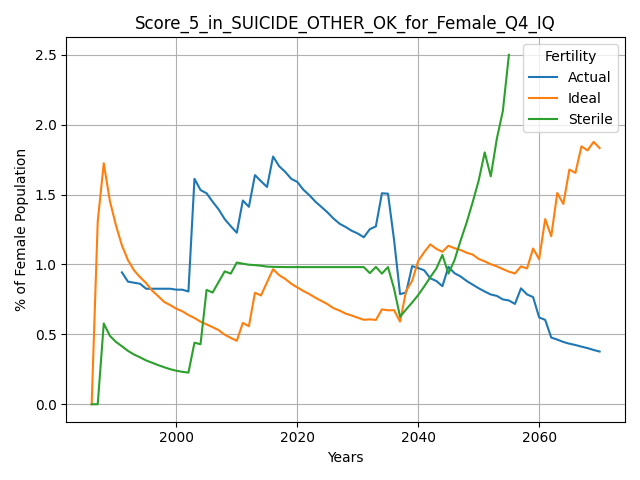 Score_5_in_SUICIDE_OTHER_OK_for_Female_Q4_IQ
% of Female Population
2.5
2.0
1.5
1.0
0.5
0.0
Fertility
Actual
Ideal
Sterile
2000
2020
2040
2060
Years